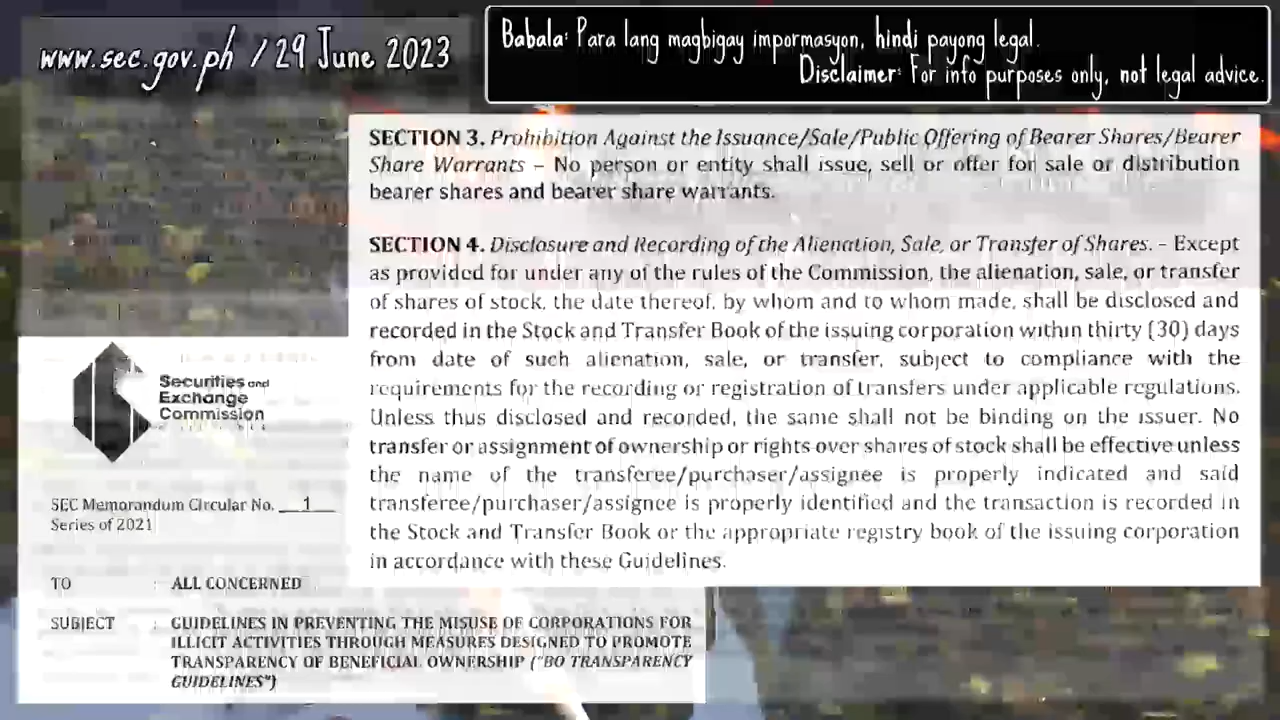 www.sec.gov.ph / 29 June 2023
Babala: Para lang magbigay impormasyon, hindi payong legal.
Disclaimer: For info purposes only, not legal advice.
SECTION 3. Prohibition Against the Issuance/Sale/Public Offering of Bearer Shares/Bearer
Share Warrants – No person or entity shall issue, sell or offer for sale or distribution
bearer shares and bearer share warrants.
SECTION 4. Disclosure and Recording of the Alienation, Sale, or Transfer of Shares. – Except
as provided for under any of the rules of the Commission, the alienation, sale, or transfer
of shares of stock, the date thereof, by whom and to whom made, shall be disclosed and
recorded in the Stock and Transfer Book of the issuing corporation within thirty (30) days
from date of such alienation, sale, or transfer, subject to compliance with the
requirements for the recording or registration of transfers under applicable regulations.
Unless thus disclosed and recorded, the same shall not be binding on the issuer. No
transfer or assignment of ownership or rights over shares of stock shall be effective unless
the name of the transferee/purchaser/assignee is properly indicated and said
transferee/purchaser/assignee is properly identified and the transaction is recorded in
the Stock and Transfer Book or the appropriate registry book of the issuing corporation
in accordance with these Guidelines.
Securities and
Exchange
Commission
SEC Memorandum Circular No. 1
Series of 2021
TO : ALL CONCERNED
SUBJECT : GUIDELINES IN PREVENTING THE MISUSE OF CORPORATIONS FOR
ILLICIT ACTIVITIES THROUGH MEASURES DESIGNED TO PROMOTE
TRANSPARENCY OF BENEFICIAL OWNERSHIP ("BO TRANSPARENCY
GUIDELINES")